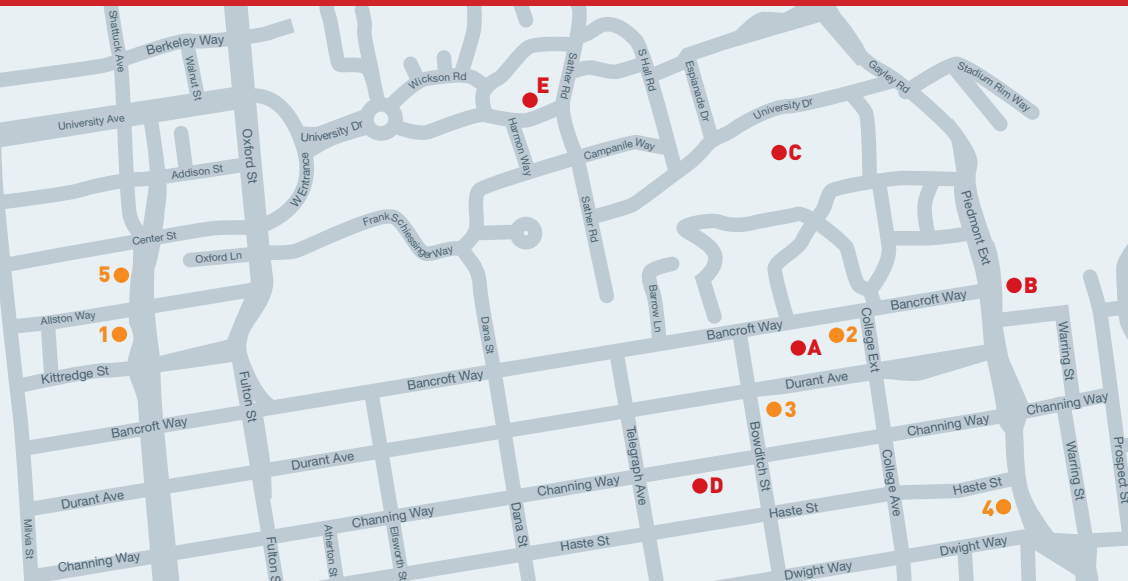 Shattuck Ave
Berkeley Way
Walnut St
University Ave
Addison St
Oxford St
W Entrance
University Dr
Wickson Rd
Harmon Way
E
Sather Rd
S Hall Rd
Esplanade Dr
University Dr
Gayley Rd
Stadium Rim Way
Campanile Way
C
Sather Rd
Center St
Oxford Ln
Frank Schlessinger Way
Piedmont Ext
5
Allston Way
1
Kittredge St
Fulton St
Bancroft Way
Dana St
Bancroft Way
Barrow Ln
Bancroft Way
A
2
College Ext
Bancroft Way
B
Warring St
Durant Ave
3
Bowditch St
Telegraph Ave
D
Channing Way
College Ave
Channing Way
Channing Way
Warring St
Prospect St
Haste St
4
Durant Ave
Durant Ave
Channing Way
Milvia St
Channing Way
Fulton S
Atherton S
Ellsworth S
Dana St
Haste St
Haste St
Dwight Way
Dwight Way